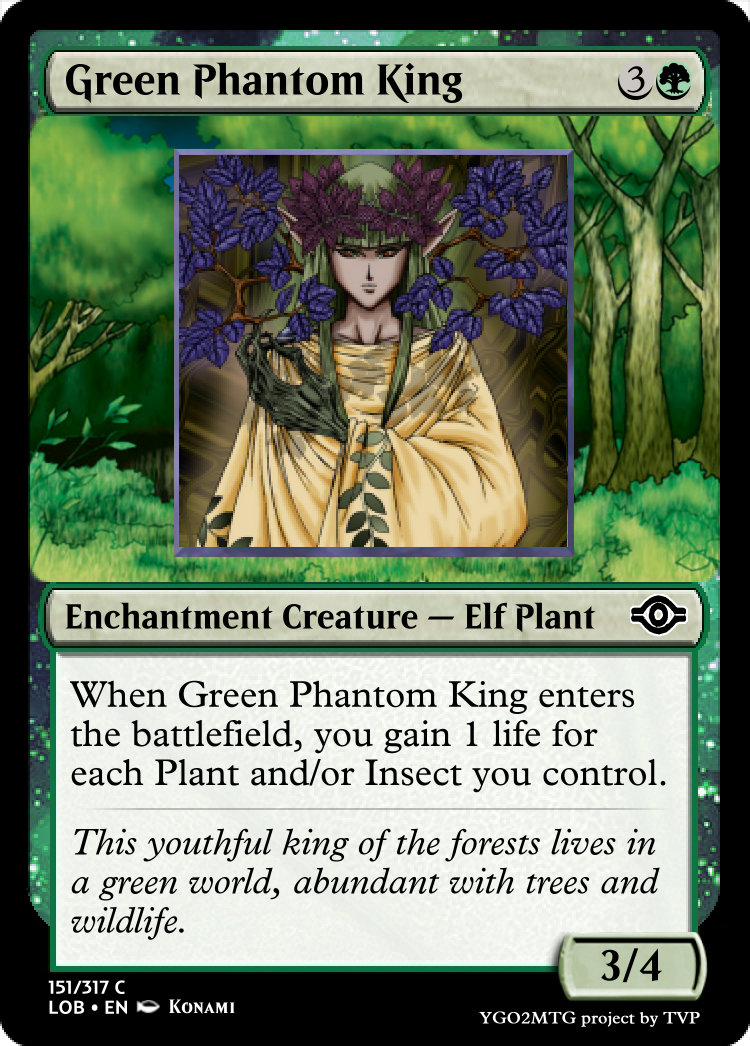 Green Phantom King 3
Enchantment Creature — Elf Plant
When Green Phantom King enters
the battlefield, you gain 1 life for
each Plant and/or Insect you control.
This youthful king of the forests lives in
a green world, abundant with trees and
wildlife.
3/4
151/317 C
LOB • EN Konami
YGO2MTG project by TVP